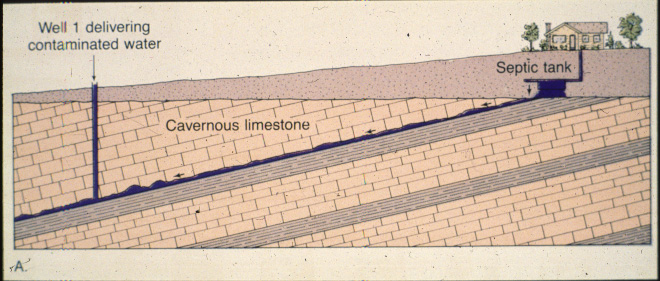 Well 1 delivering
contaminated water
Septic tank
Cavernous limestone
A.